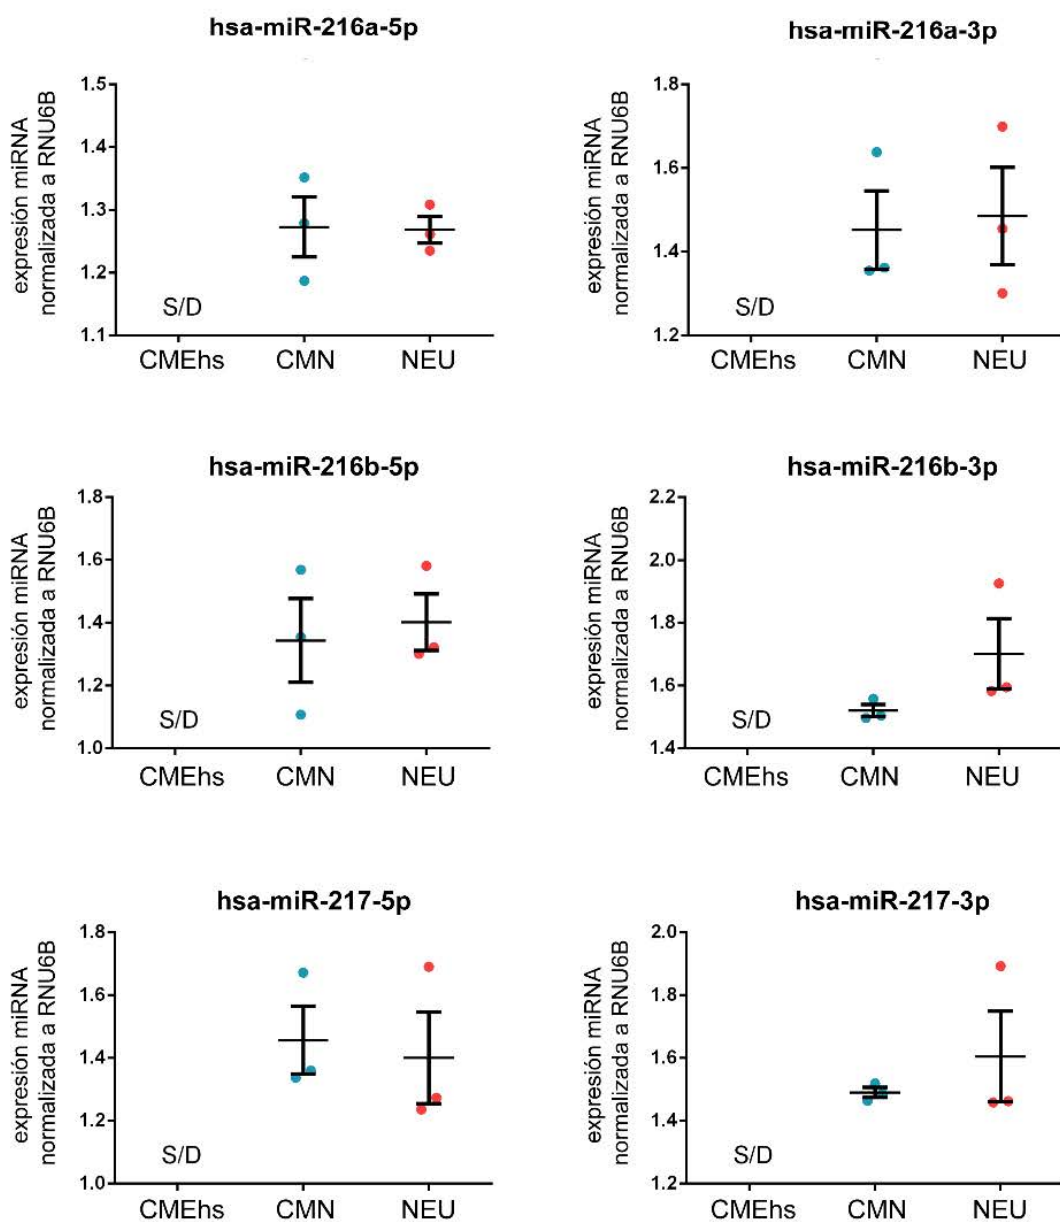 hsa-miR-216a-5p
expresión miRNA
normalizada a RNU6B
1.5
1.4
1.3
1.2
1.1
S/D
CMEhs CMN NEU
hsa-miR-216a-3p
expresión miRNA
normalizada a RNU6B
1.8
1.6
1.4
1.2
S/D
CMEhs CMN NEU
hsa-miR-216b-5p
expresión miRNA
normalizada a RNU6B
1.8
1.6
1.4
1.2
1.0
S/D
CMEhs CMN NEU
hsa-miR-216b-3p
expresión miRNA
normalizada a RNU6B
2.2
2.0
1.8
1.6
1.4
S/D
CMEhs CMN NEU
hsa-miR-217-5p
expresión miRNA
normalizada a RNU6B
1.8
1.6
1.4
1.2
1.0
S/D
CMEhs CMN NEU
hsa-miR-217-3p
expresión miRNA
normalizada a RNU6B
2.0
1.8
1.6
1.4
1.2
S/D
CMEhs CMN NEU